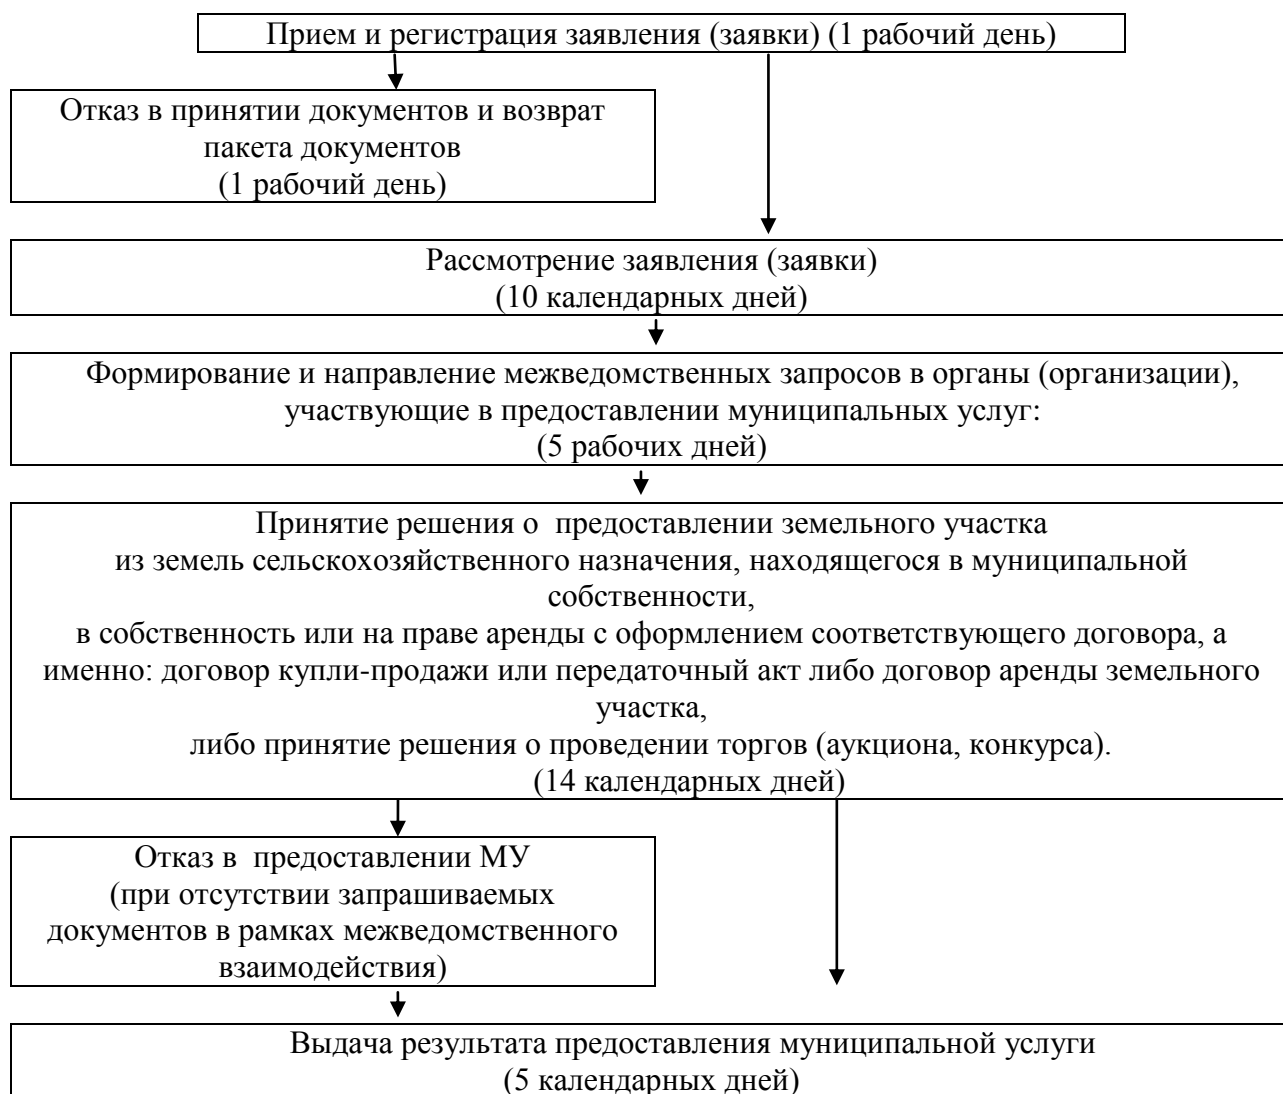 Прием и регистрация заявления (заявки) (1 рабочий день)
Отказ в принятии документов и возврат
пакета документов
(1 рабочий день)
Рассмотрение заявления (заявки)
(10 календарных дней)
Формирование и направление межведомственных запросов в органы (организации),
участвующие в предоставлении муниципальных услуг:
(5 рабочих дней)
Принятие решения о  предоставлении земельного участка
из земель сельскохозяйственного назначения, находящегося в муниципальной
собственности,
в собственность или на праве аренды с оформлением соответствующего договора, а
именно: договор купли-продажи или передаточный акт либо договор аренды земельного
участка,
либо принятие решения о проведении торгов (аукциона, конкурса).
(14 календарных дней)
Отказ в  предоставлении МУ
(при отсутствии запрашиваемых
документов в рамках межведомственного
взаимодействия)
Выдача результата предоставления муниципальной услуги
(5 календарных дней)